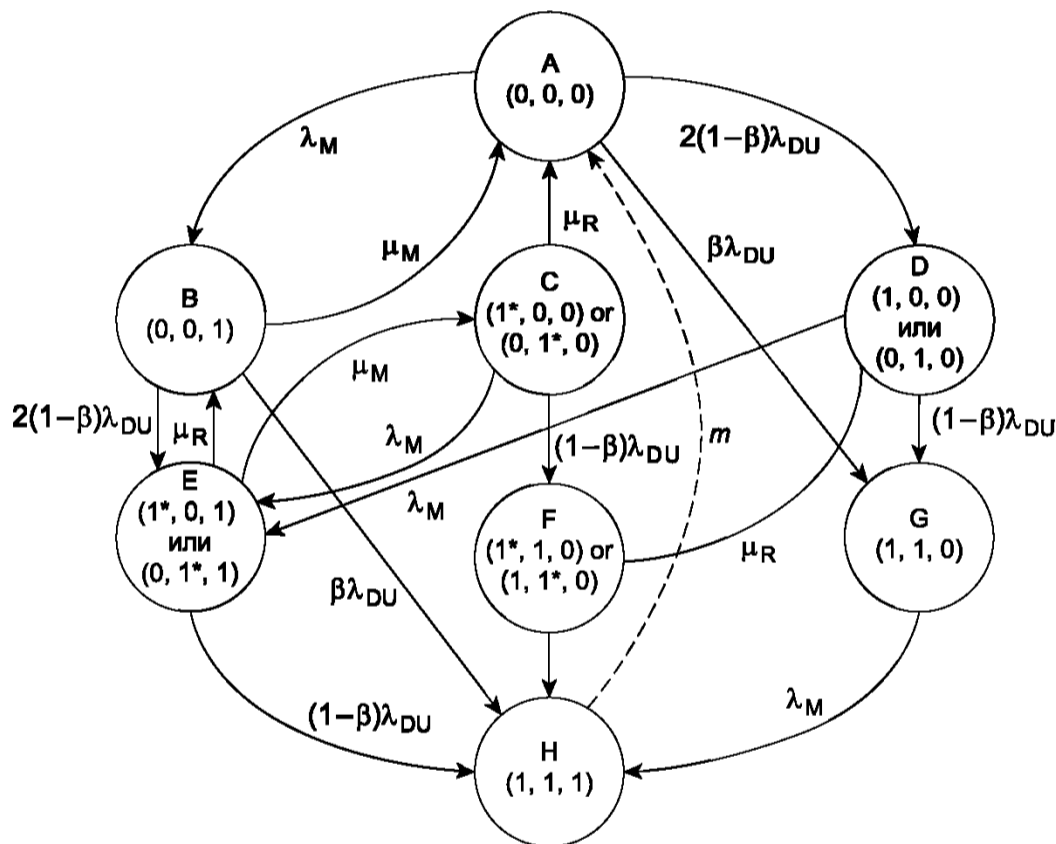 A
(0, 0, 0)
λM
2(1−β)λDU
μR
μM
βλDU
B
(0, 0, 1)
C
(1*, 0, 0) or
(0, 1*, 0)
D
(1, 0, 0)
или
(0, 1, 0)
μM
2(1−β)λDU
μR
λM
(1−β)λDU
m
(1−β)λDU
λM
E
(1*, 0, 1)
или
(0, 1*, 1)
F
(1*, 1, 0) or
(1, 1*, 0)
G
(1, 1, 0)
μR
βλDU
(1−β)λDU
λM
H
(1, 1, 1)